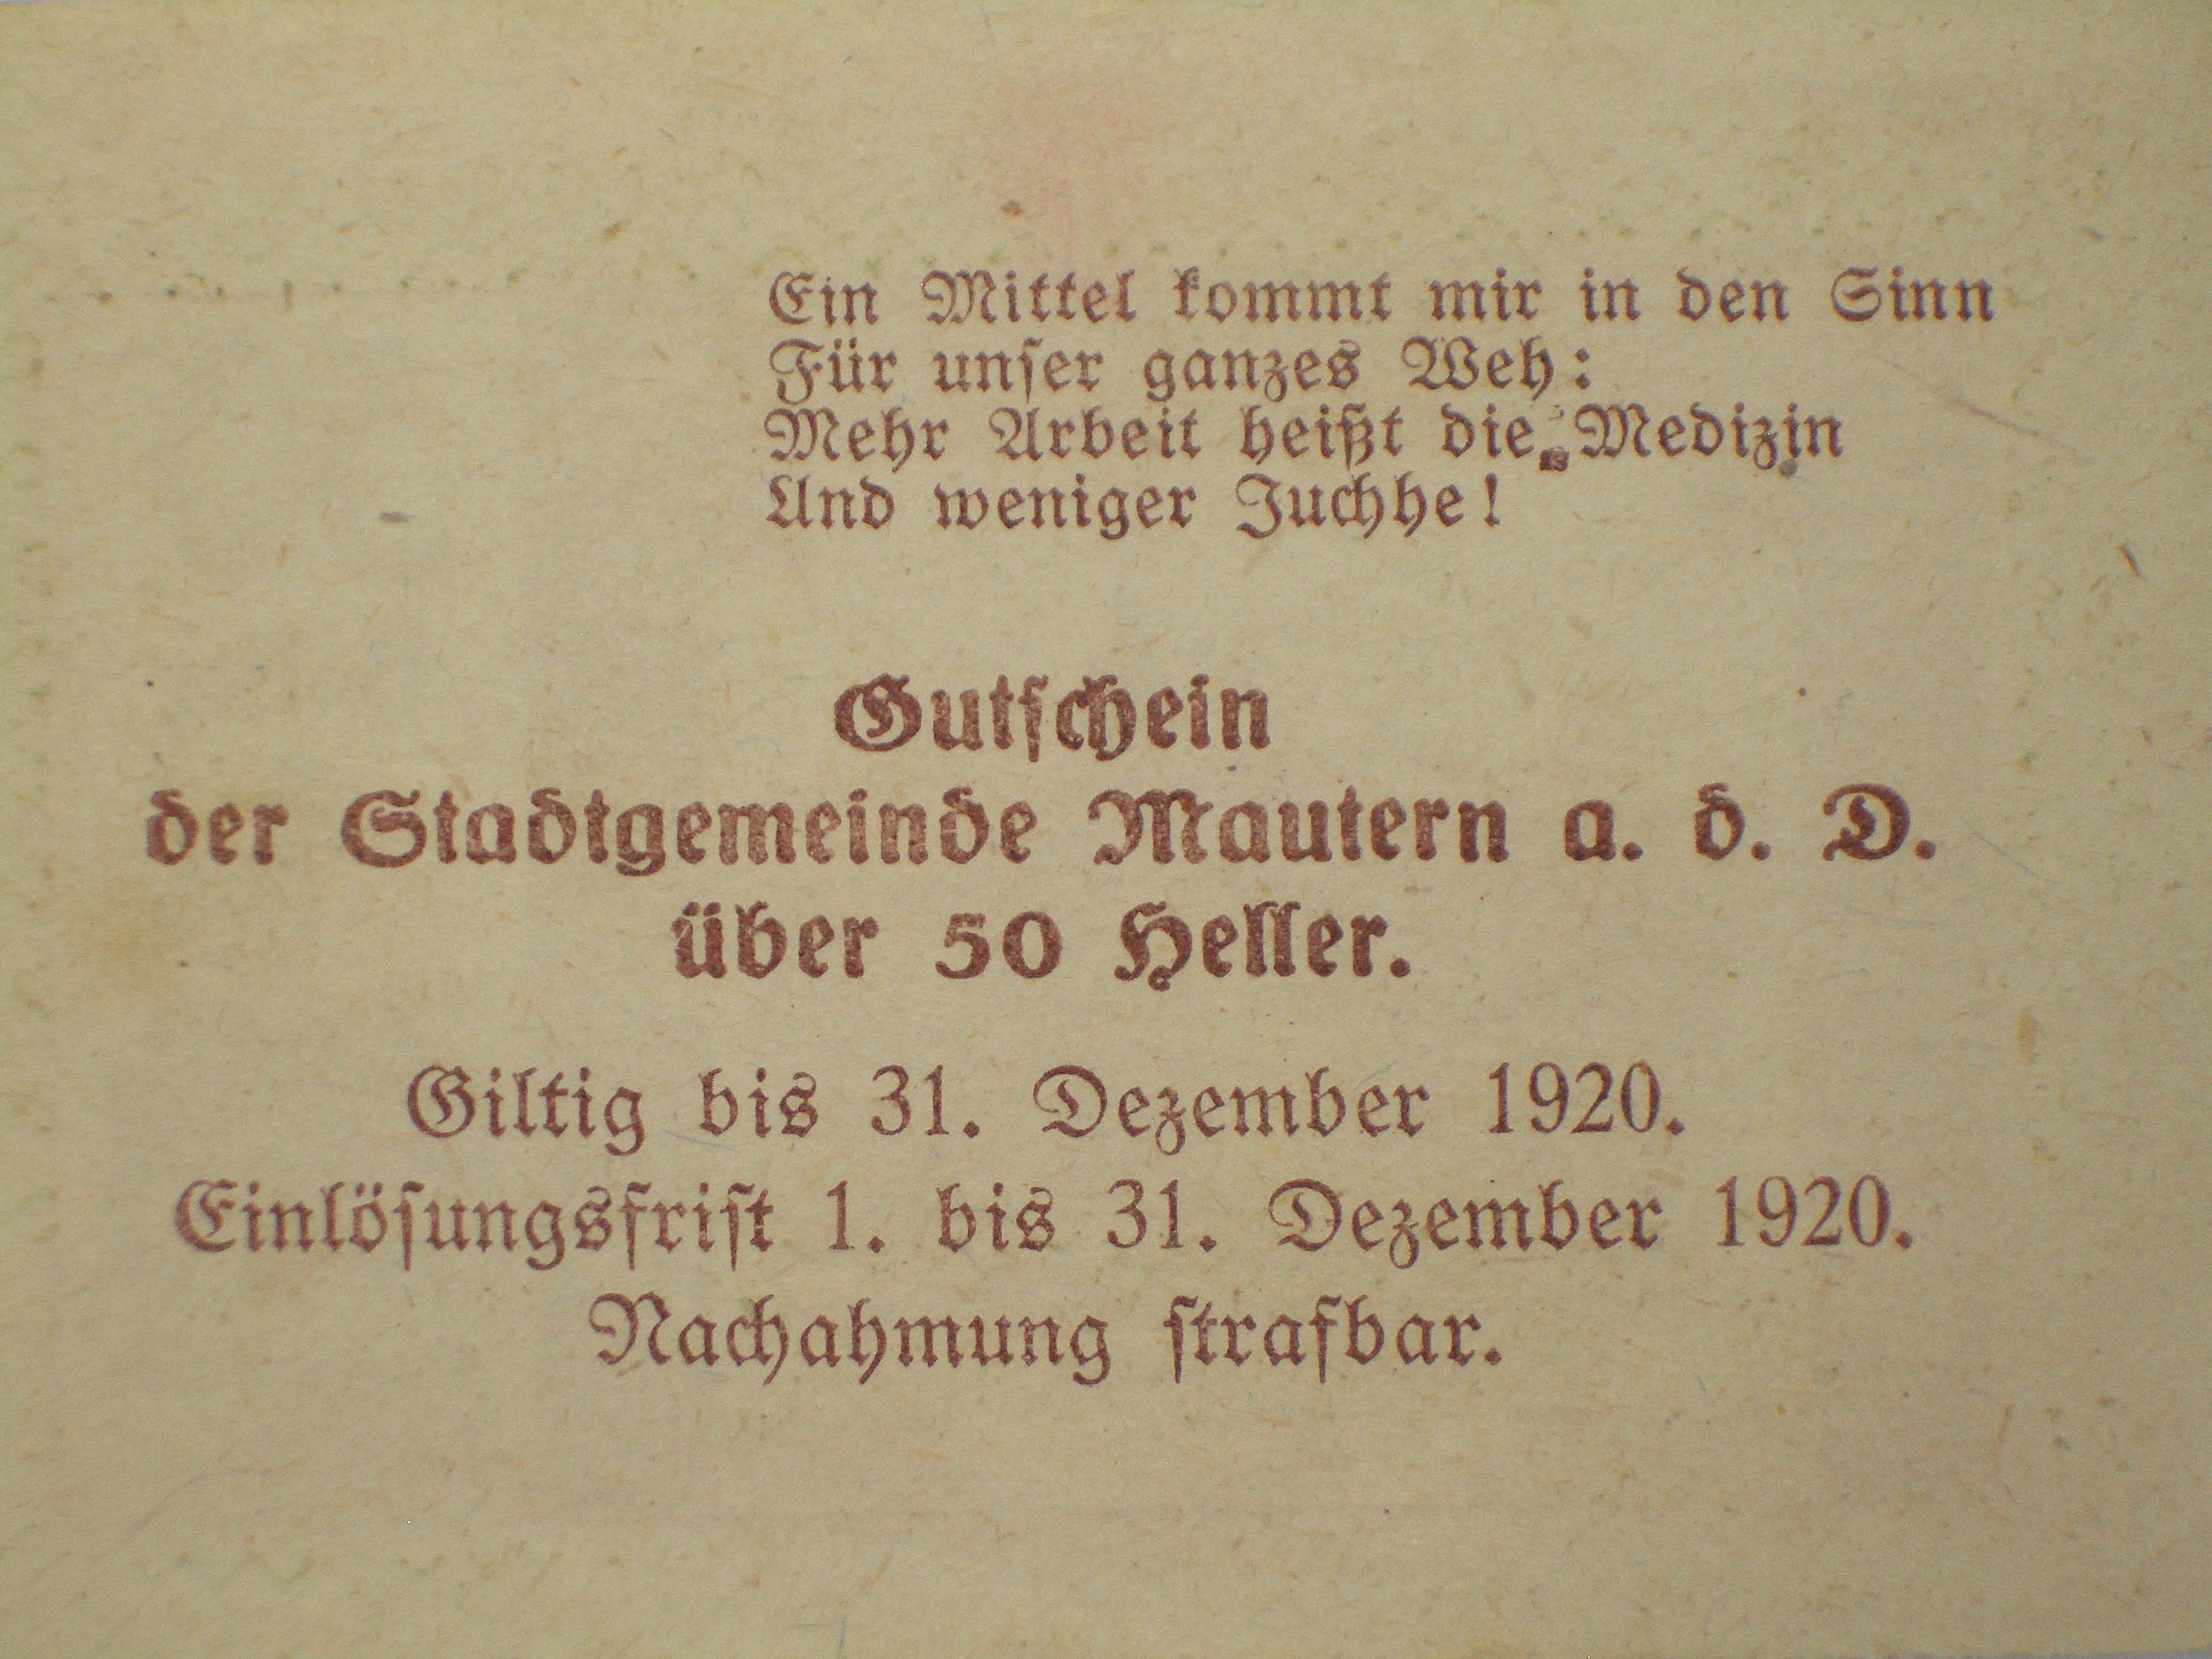 Ein Mittel kommt mir in den Sinn
Für unser ganzes Weh:
Mehr Arbeit heißt die Medizin
Und weniger Juchhe!
Gutschein
der Stadtgemeinde Mautern a. d. D.
über 50 Heller.
Giltig bis 31. Dezember 1920.
Einlösungsfrist 1. bis 31. Dezember 1920.
Nachahmung strafbar.